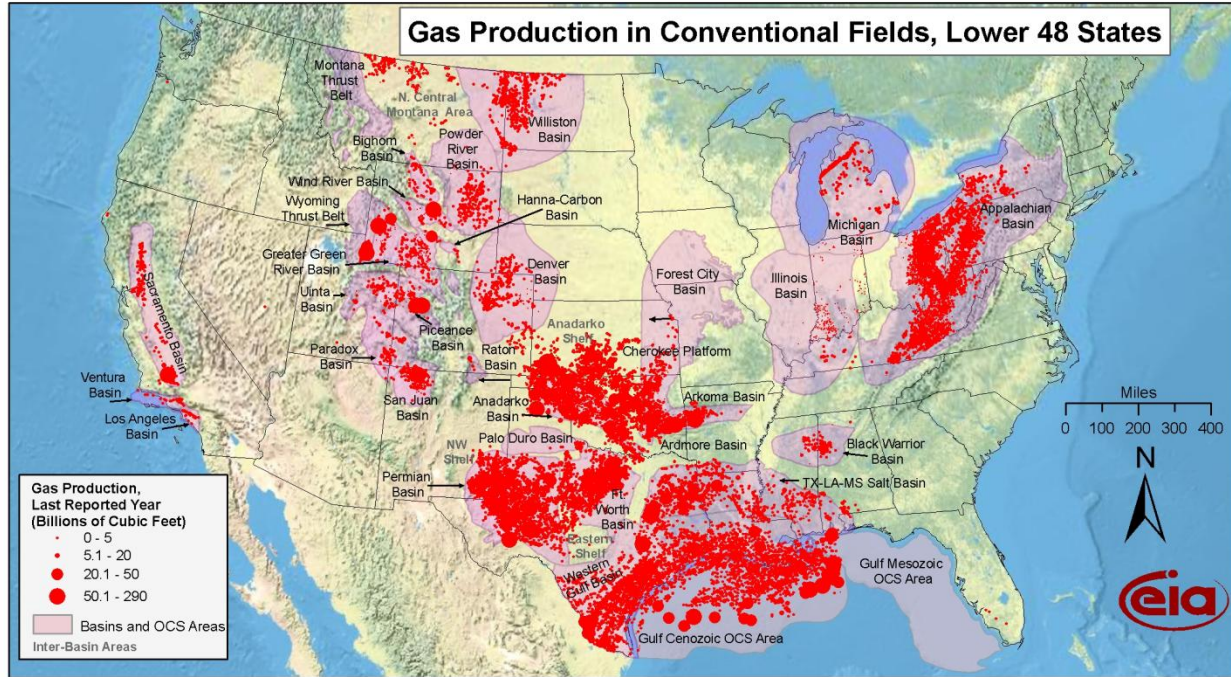 Gas Production in Conventional Fields, Lower 48 States
Montana
Thrust
Belt
N. Central
Montana Area
Williston
Basin
Powder
River
Basin
Bighorn
Basin
Wind River Basin
Wyoming
Thrust Belt
Hanna-Carbon
Basin
Greater Green
River Basin
Uinta
Basin
Denver
Basin
Piceance
Basin
Paradox
Basin
Raton
Basin
San Juan
Basin
Sacramento Basin
Ventura
Basin
Los Angeles
Basin
Forest City
Basin
Illinois
Basin
Michigan
Basin
Appalachian
Basin
Anadarko
Shelf
Cherokee Platform
Anadarko
Basin
Arkoma Basin
Palo Duro Basin
Ardmore Basin
Black Warrior
Basin
NW
Shelf
Permian
Basin
Ft.
Worth
Basin
TX-LA-MS Salt Basin
Eastern
Shelf
Western
Gulf Basin
Gulf Mesozoic
OCS Area
Gulf Cenozoic OCS Area
Miles
0 100 200 300 400
N
eia
Gas Production,
Last Reported Year
(Billions of Cubic Feet)
0 - 5
5.1 - 20
20.1 - 50
50.1 - 290
Basins and OCS Areas
Inter-Basin Areas